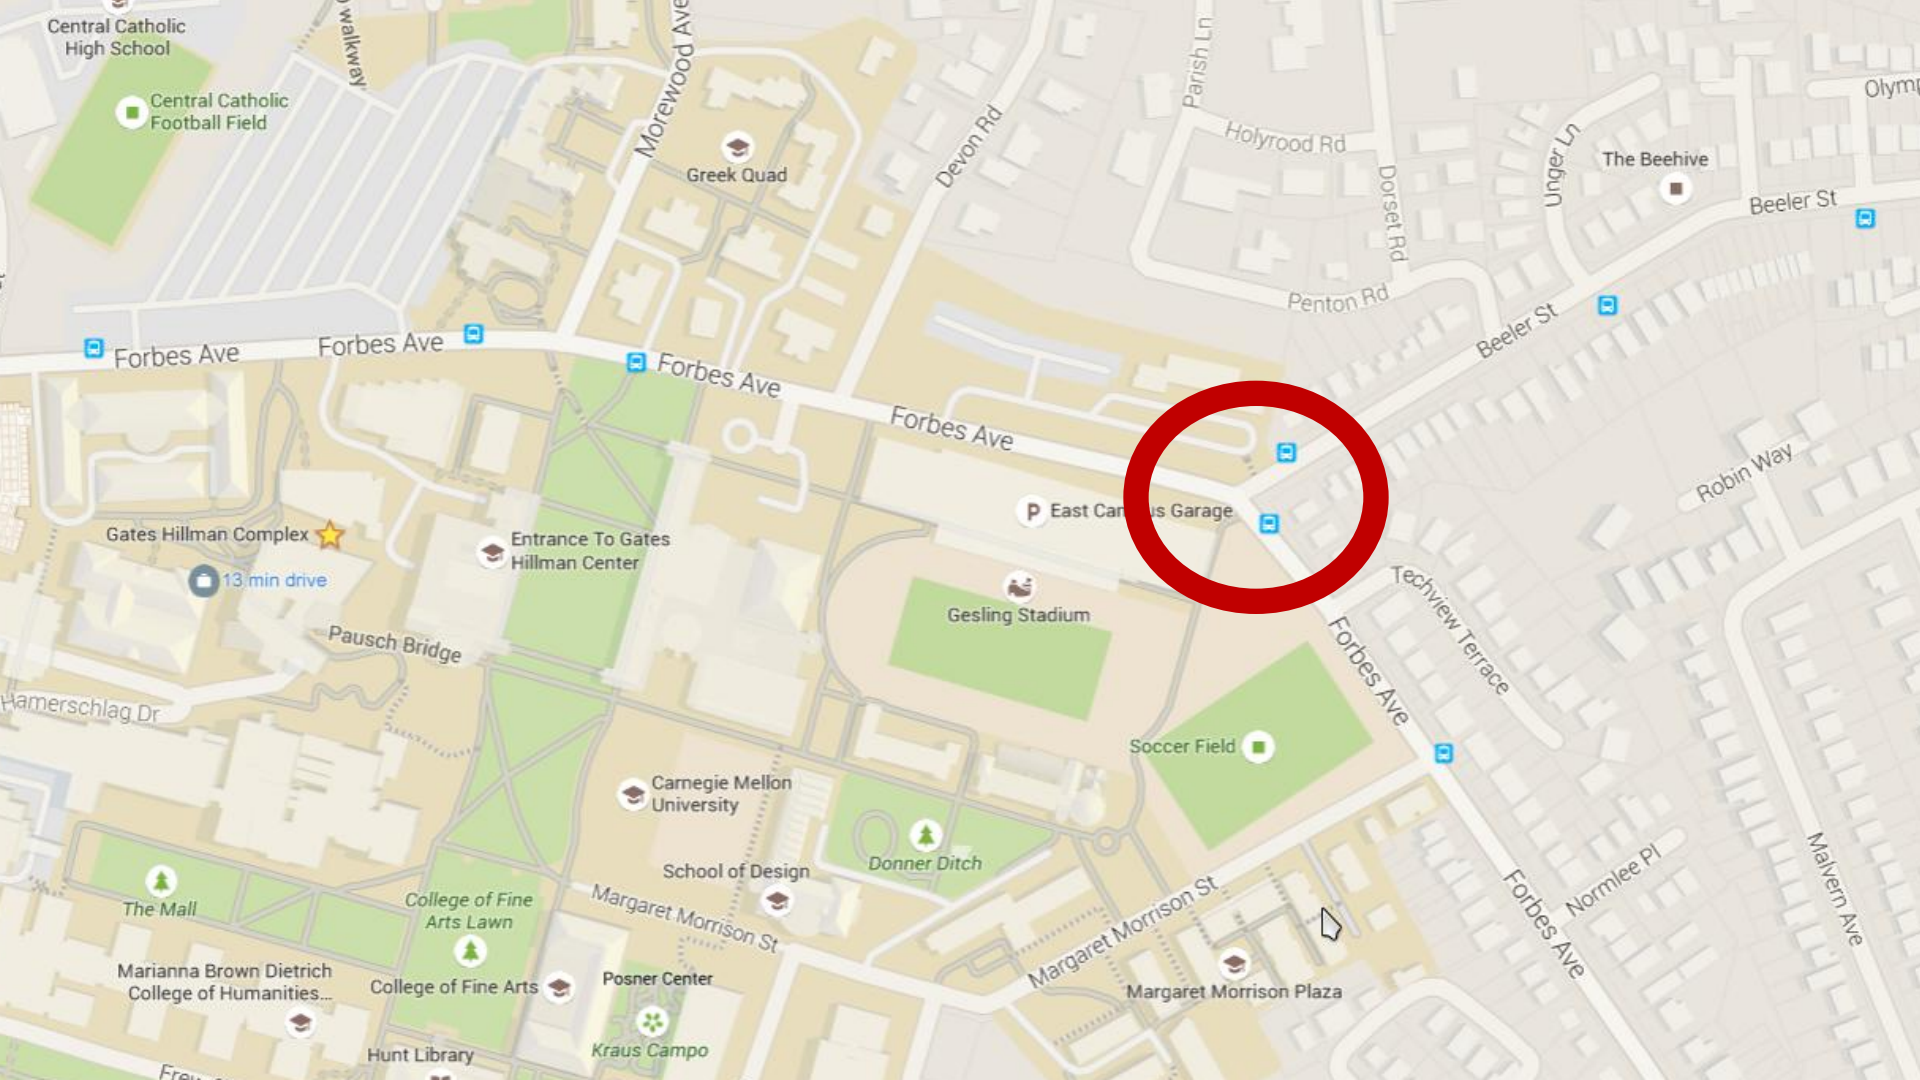 Central Catholic
High School
walkway
Morewood Ave
Parish Ln
Central Catholic
Football Field
Greek Quad
Devon Rd
Holyrood Rd
Dorset Rd
Unger Ln
The Beehive
Beeler St
Penton Rd
Beeler St
Forbes Ave
Forbes Ave
Forbes Ave
Forbes Ave
Robin Way
P
East Campus Garage
Gates Hillman Complex
Entrance To Gates
Hillman Center
13 min drive
Techview Terrace
Gesling Stadium
Pausch Bridge
Forbes Ave
Hamerschlag Dr
Soccer Field
Carnegie Mellon
University
Donner Ditch
School of Design
Normlee Pl
Malvern Ave
The Mall
College of Fine
Arts Lawn
Margaret Morrison St
Margaret Morrison St
Forbes Ave
Marianna Brown Dietrich
College of Humanities...
College of Fine Arts
Posner Center
Margaret Morrison Plaza
Kraus Campo
Hunt Library